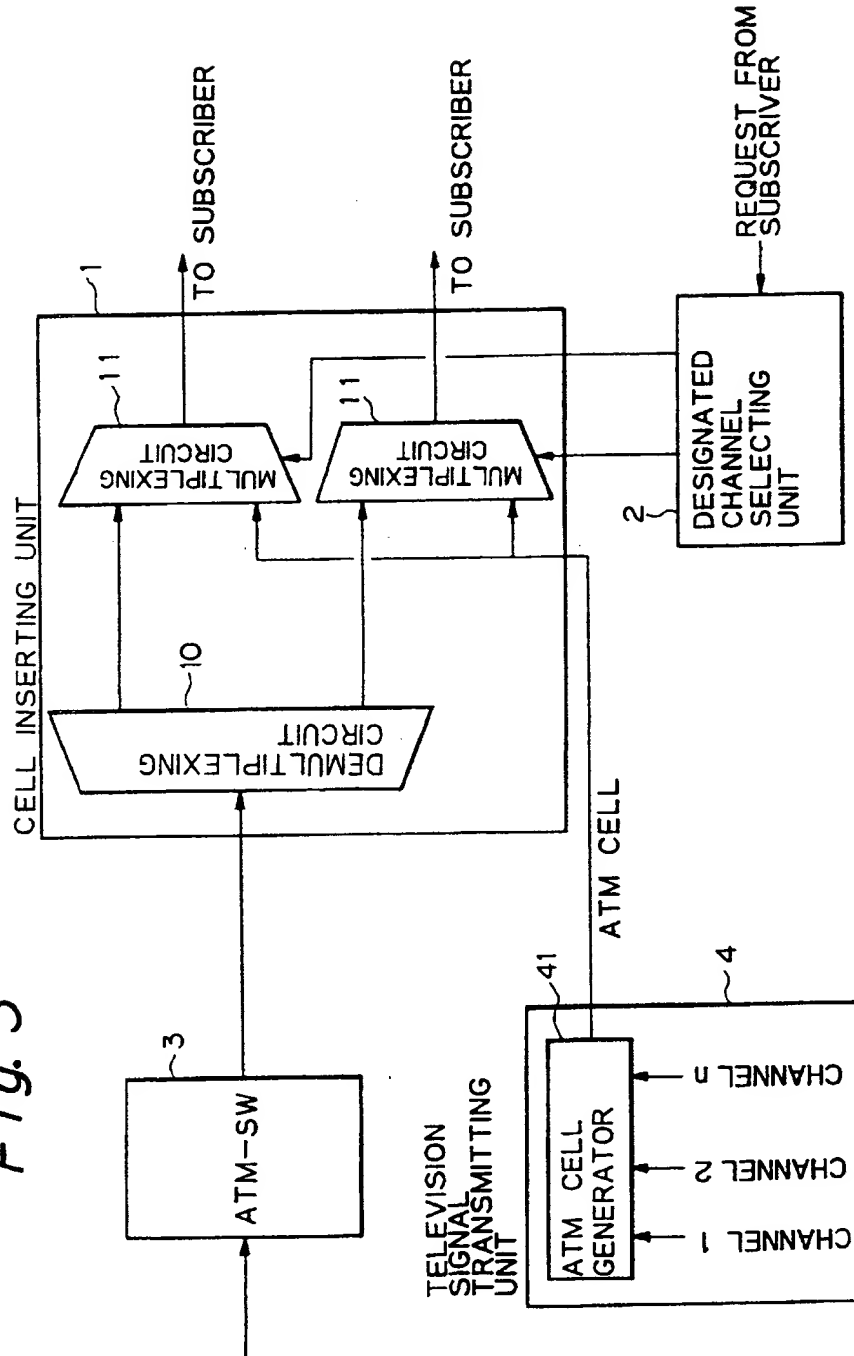 Fig.
CELL INSERTING UNIT
1
3
ATM-SW
10
DEMULTIPLEXING
CIRCUIT
11
MULTIPLEXING
CIRCUIT
TO SUBSCRIBER
11
MULTIPLEXING
CIRCUIT
TO SUBSCRIBER
TELEVISION
SIGNAL
TRANSMITTING
UNIT
41
ATM CELL
GENERATOR
4
CHANNEL 1
CHANNEL 2
CHANNEL n
ATM CELL
2
DESIGNATED
CHANNEL
SELECTING
UNIT
REQUEST FROM
SUBSCRIVER